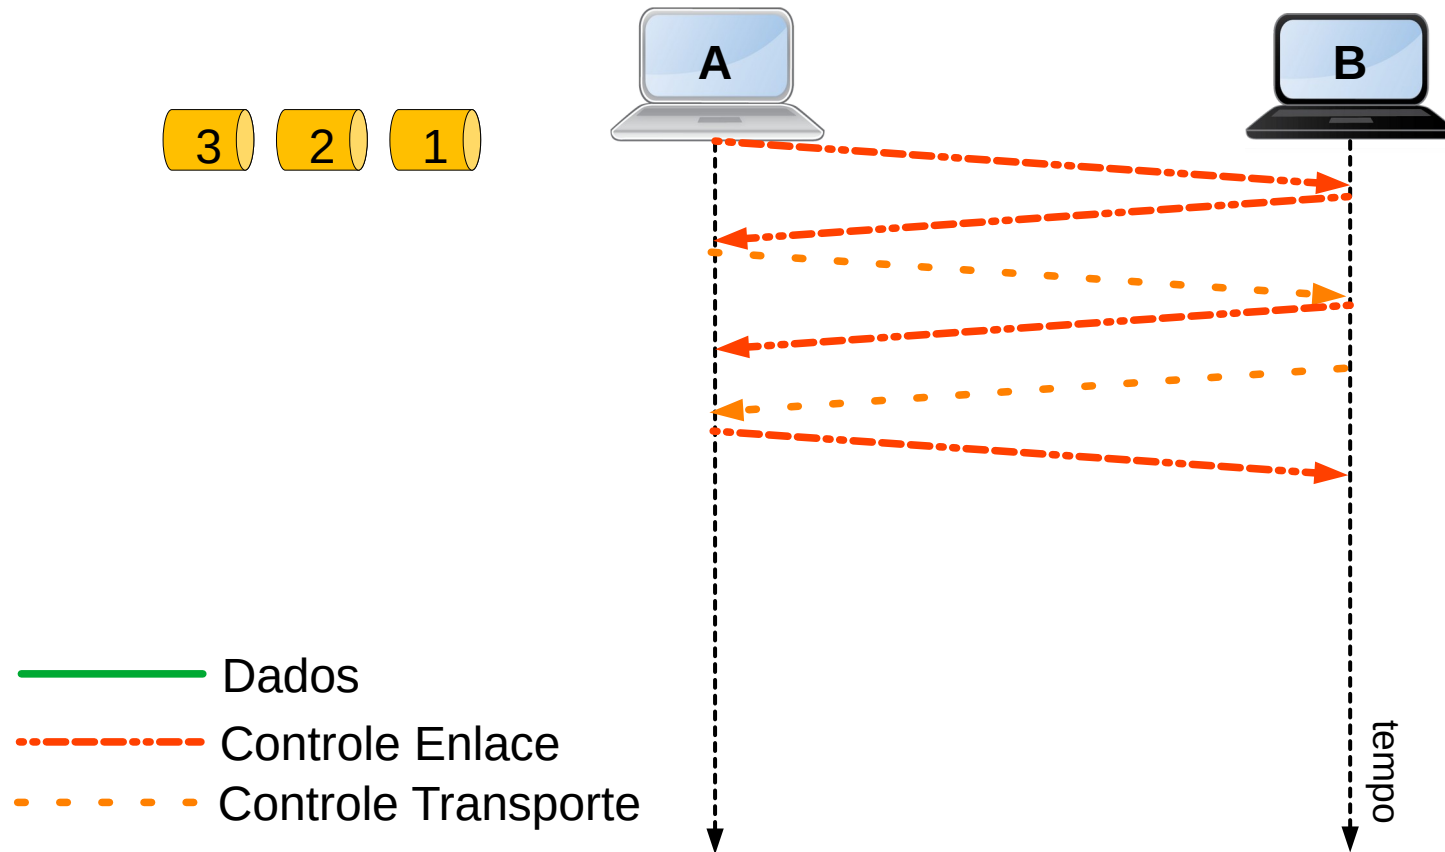 A
B
3 2 1
Dados
Controle Enlace
Controle Transporte
tempo